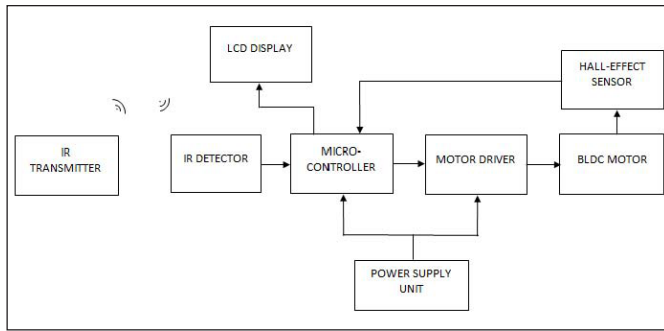 LCD DISPLAY
HALL-EFFECT
SENSOR
IR
TRANSMITTER
IR DETECTOR
MICRO-
CONTROLLER
MOTOR DRIVER
BLDC MOTOR
POWER SUPPLY
UNIT